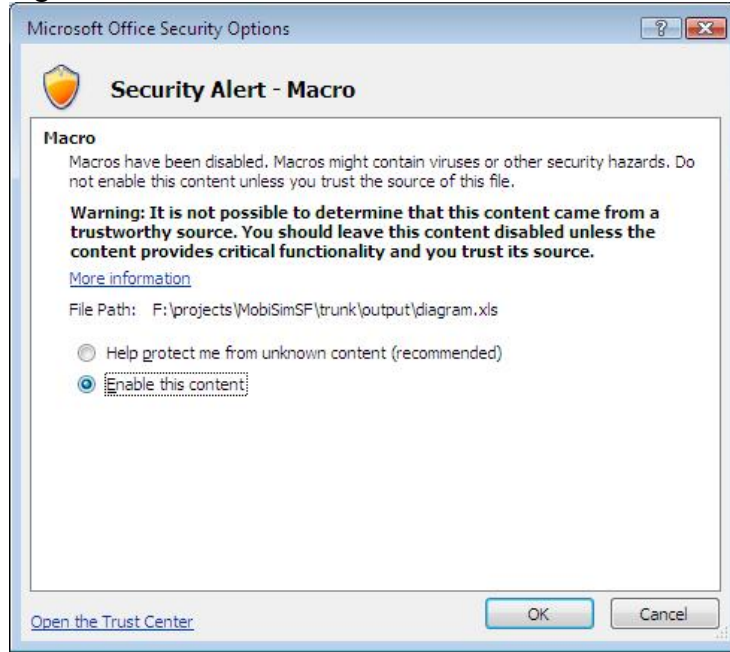 Microsoft Office Security Options
Security Alert - Macro
Macro
Macros have been disabled. Macros might contain viruses or other security hazards. Do
not enable this content unless you trust the source of this file.
Warning: It is not possible to determine that this content came from a
trustworthy source. You should leave this content disabled unless the
content provides critical functionality and you trust its source.
More information
File Path: F:\projects\MobiSimSF\trunk\output\diagram.xls
Help protect me from unknown content (recommended)
Enable this content
Open the Trust Center
OK
Cancel